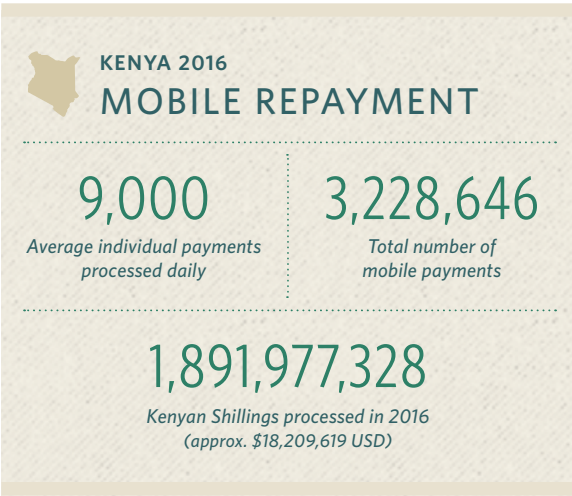 KENYA 2016
MOBILE REPAYMENT
9,000
Average individual payments
processed daily
3,228,646
Total number of
mobile payments
1,891,977,328
Kenyan Shillings processed in 2016
(approx. $18,209,619 USD)